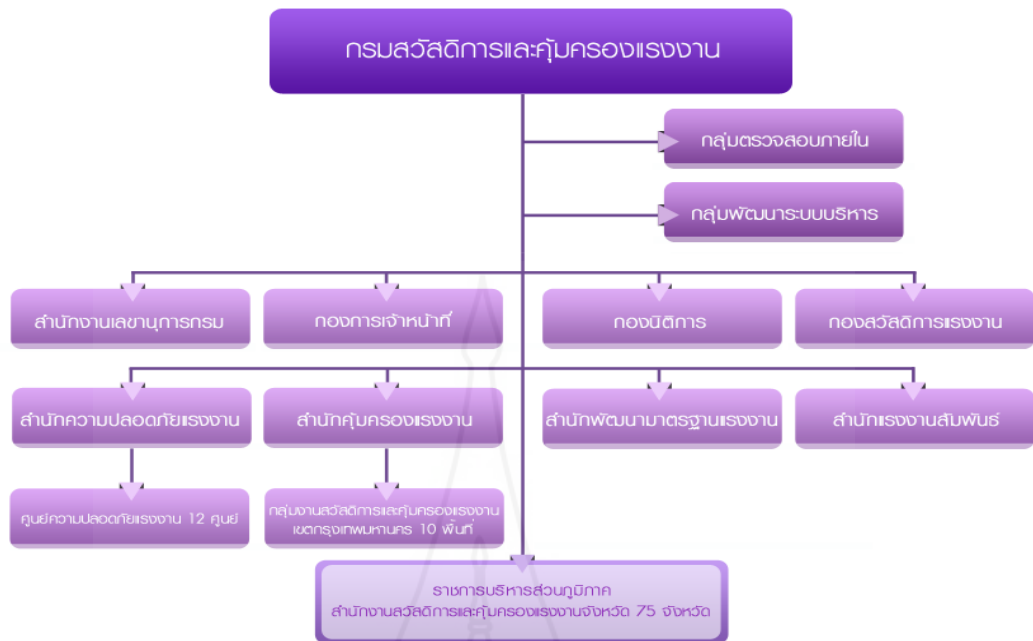 กรมสวัสดิการและคุ้มครองแรงงาน
กลุ่มตรวจสอบภายใน
กลุ่มพัฒนาระบบบริหาร
สำนักงานเลขานุการกรม
กองการเจ้าหน้าที่
กองนิติการ
กองสวัสดิการแรงงาน
สำนักความปลอดภัยแรงงาน
สำนักคุ้มครองแรงงาน
สำนักพัฒนามาตรฐานแรงงาน
สำนักแรงงานสัมพันธ์
ศูนย์ความปลอดภัยแรงงาน 12 ศูนย์
กลุ่มงานสวัสดิการและคุ้มครองแรงงาน
เขตกรุงเทพมหานคร 10 พื้นที่
ราชการบริหารส่วนภูมิภาค
สำนักงานสวัสดิการและคุ้มครองแรงงานจังหวัด 75 จังหวัด